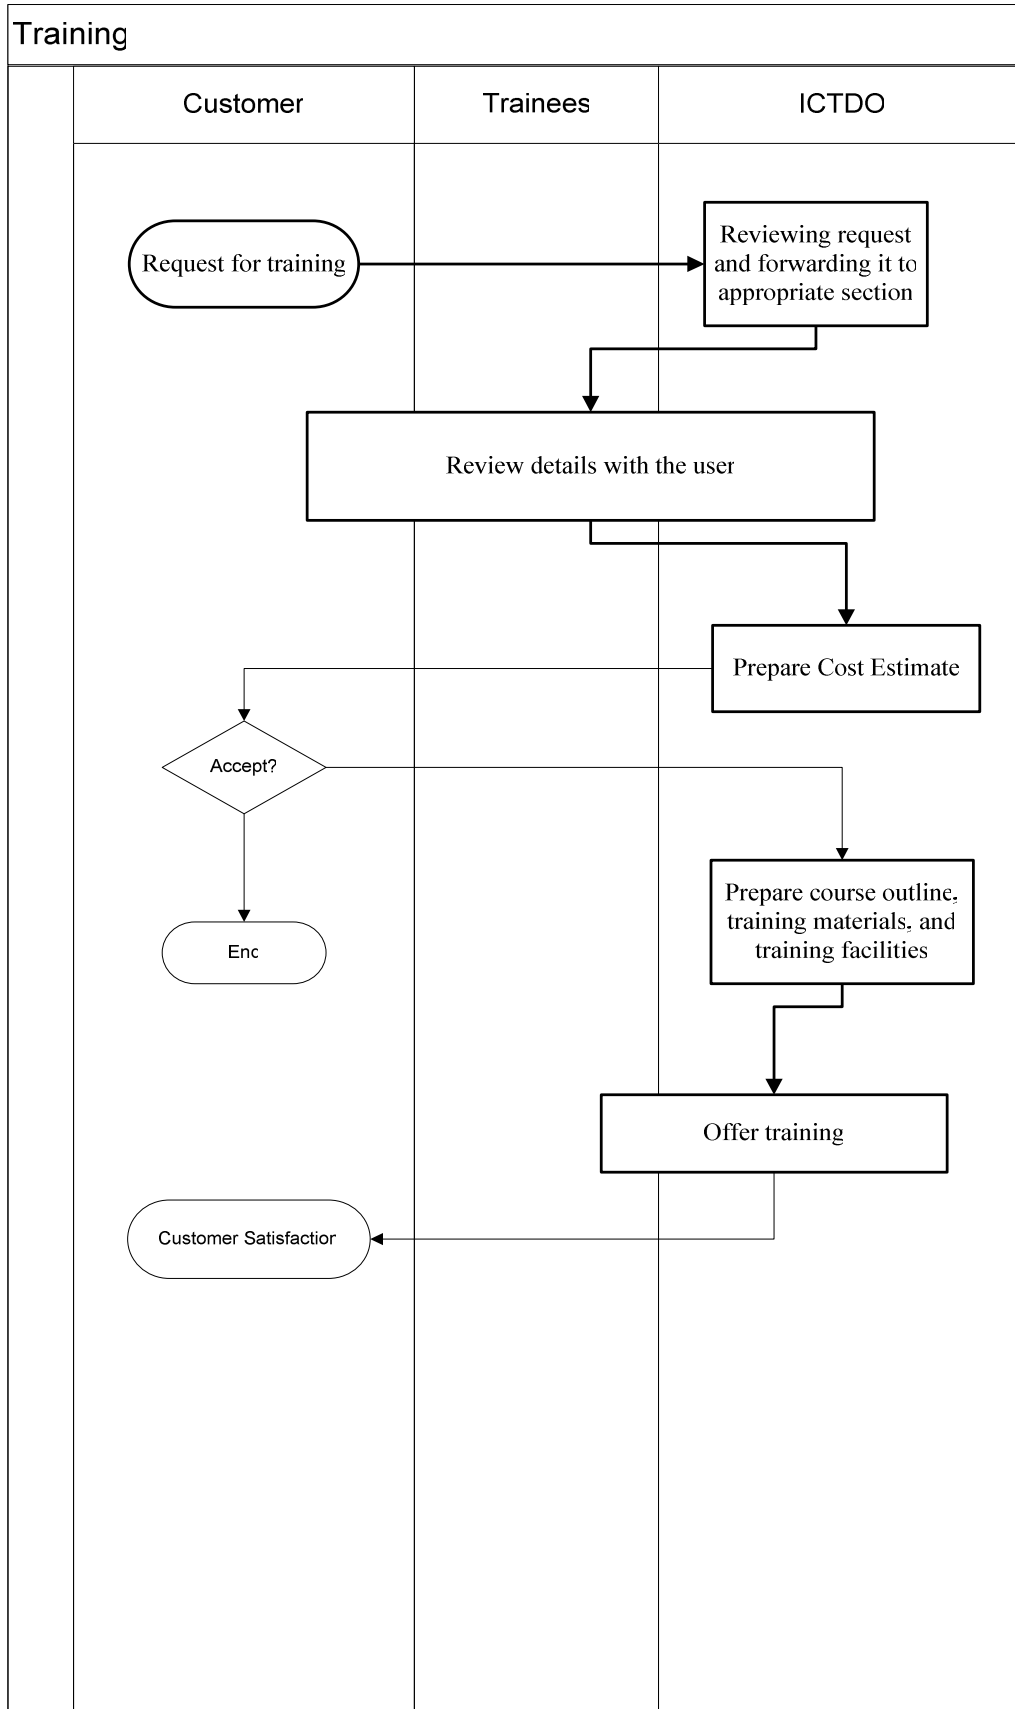 Training
Customer
Trainees
ICTDO
Request for training
Reviewing request
and forwarding it to
appropriate section
Review details with the user
Prepare Cost Estimate
Accept?
Prepare course outline,
training materials, and
training facilities
End
Offer training
Customer Satisfaction